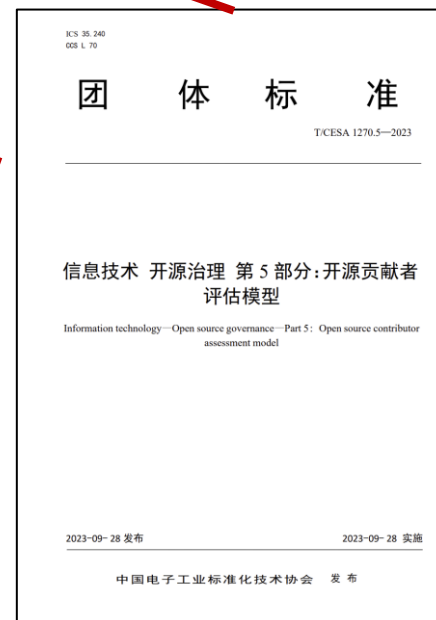 ICS 35.240
CCS L 70
团 体 标 准
T/CESA 1270.5—2023
信息技术 开源治理 第 5 部分：开源贡献者
评估模型
Information technology—Open source governance—Part 5：Open source contributor
assessment model
2023-09-28 发布 2023-09-28 实施
中国电子工业标准化技术协会 发 布